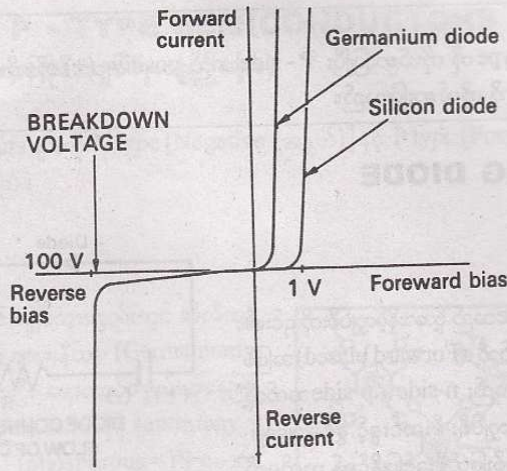 Forward
current
Germanium diode
Silicon diode
BREAKDOWN
VOLTAGE
100 V
Reverse
bias
1 V
Foreward bias
Reverse
current